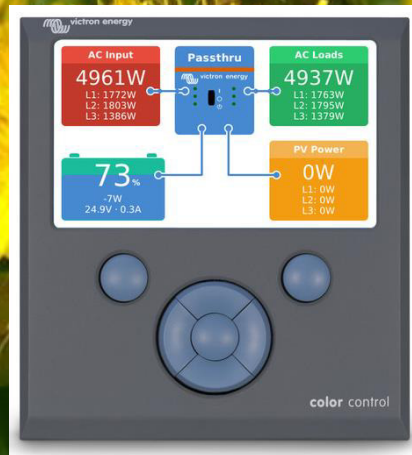 victron energy
AC Input
4961W
L1: 1772W
L2: 1803W
L3: 1386W
Passthru
victron energy
AC Loads
4937W
L1: 1763W
L2: 1795W
L3: 1379W
73%
-7W
24.9V · 0.3A
PV Power
0W
L1: 0W
L2: 0W
L3: 0W
color control